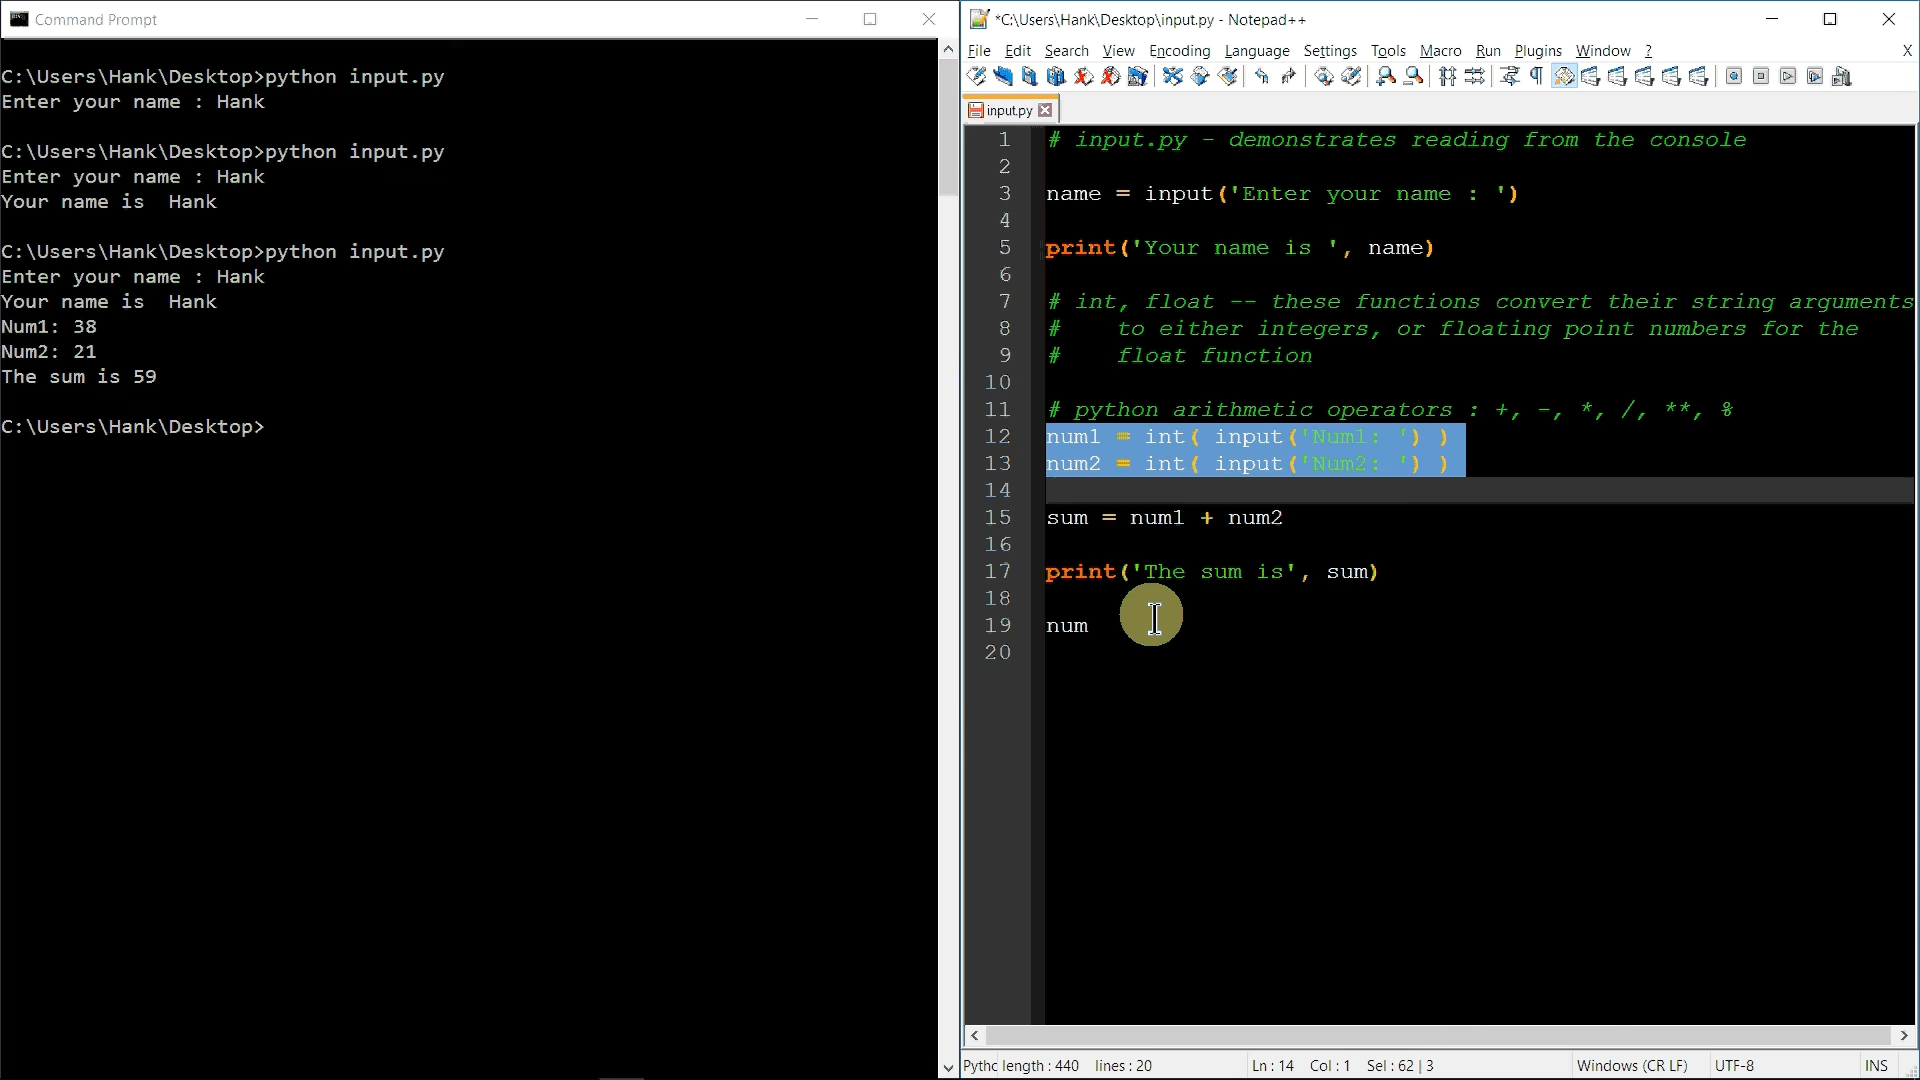 Command Prompt
C:\Users\Hank\Desktop>python input.py
Enter your name : Hank
C:\Users\Hank\Desktop>python input.py
Enter your name : Hank
Your name is  Hank
C:\Users\Hank\Desktop>python input.py
Enter your name : Hank
Your name is  Hank
Num1: 38
Num2: 21
The sum is 59
C:\Users\Hank\Desktop>
*C:\Users\Hank\Desktop\input.py - Notepad++
File Edit Search View Encoding Language Settings Tools Macro Run Plugins Window ? X
input.py
1 # input.py - demonstrates reading from the console
2
3 name = input('Enter your name : ')
4
5 print('Your name is ', name)
6
7 # int, float -- these functions convert their string arguments
8 #    to either integers, or floating point numbers for the
9 #    float function
10
11 # python arithmetic operators : +, -, *, /, **, %
12 num1 = int( input('Num1: ') )
13 num2 = int( input('Num2: ') )
14
15 sum = num1 + num2
16
17 print('The sum is', sum)
18
19 num
20
Pythc length : 440 lines : 20 Ln : 14 Col : 1 Sel : 62 | 3 Windows (CR LF) UTF-8 INS